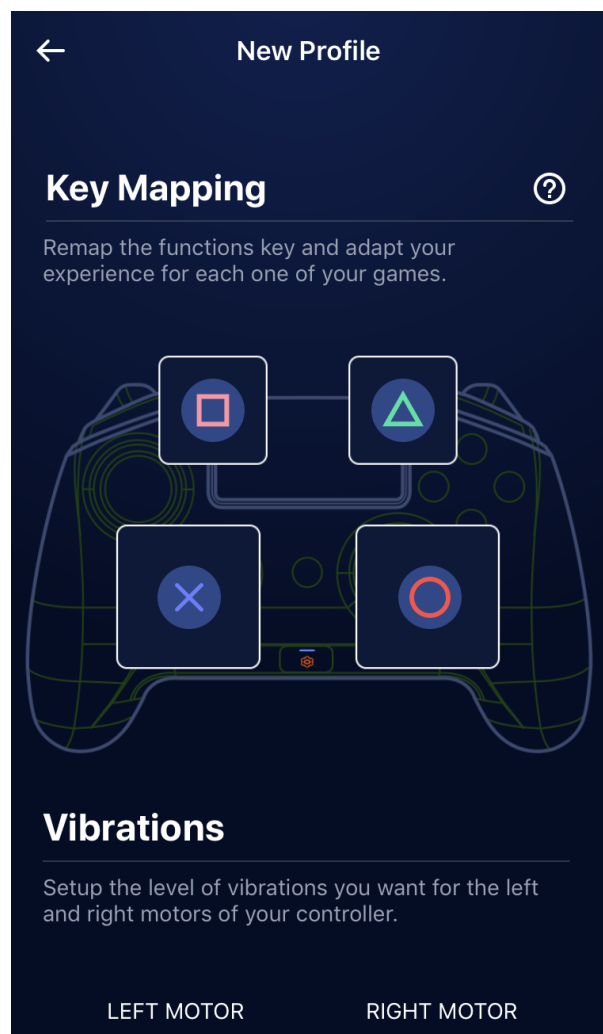 New Profile
Key Mapping
Remap the functions key and adapt your
experience for each one of your games.
Vibrations
Setup the level of vibrations you want for the left
and right motors of your controller.
LEFT MOTOR RIGHT MOTOR